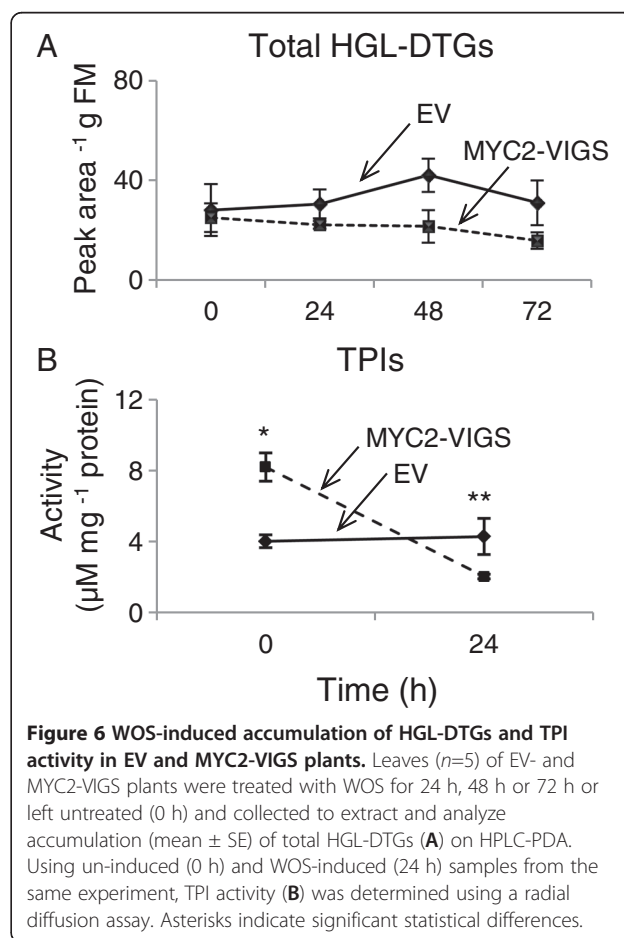 A Total HGL-DTGs
Peak area ⁻¹ g FM
80
40
0
EV
MYC2-VIGS
0 24 48 72
B TPIs
Activity
(µM mg ⁻¹ protein)
12
8
4
0
*
MYC2-VIGS
EV
**
0 24
Time (h)
Figure 6 WOS-induced accumulation of HGL-DTGs and TPI
activity in EV and MYC2-VIGS plants. Leaves (n=5) of EV- and
MYC2-VIGS plants were treated with WOS for 24 h, 48 h or 72 h or
left untreated (0 h) and collected to extract and analyze
accumulation (mean ± SE) of total HGL-DTGs (A) on HPLC-PDA.
Using un-induced (0 h) and WOS-induced (24 h) samples from the
same experiment, TPI activity (B) was determined using a radial
diffusion assay. Asterisks indicate significant statistical differences.